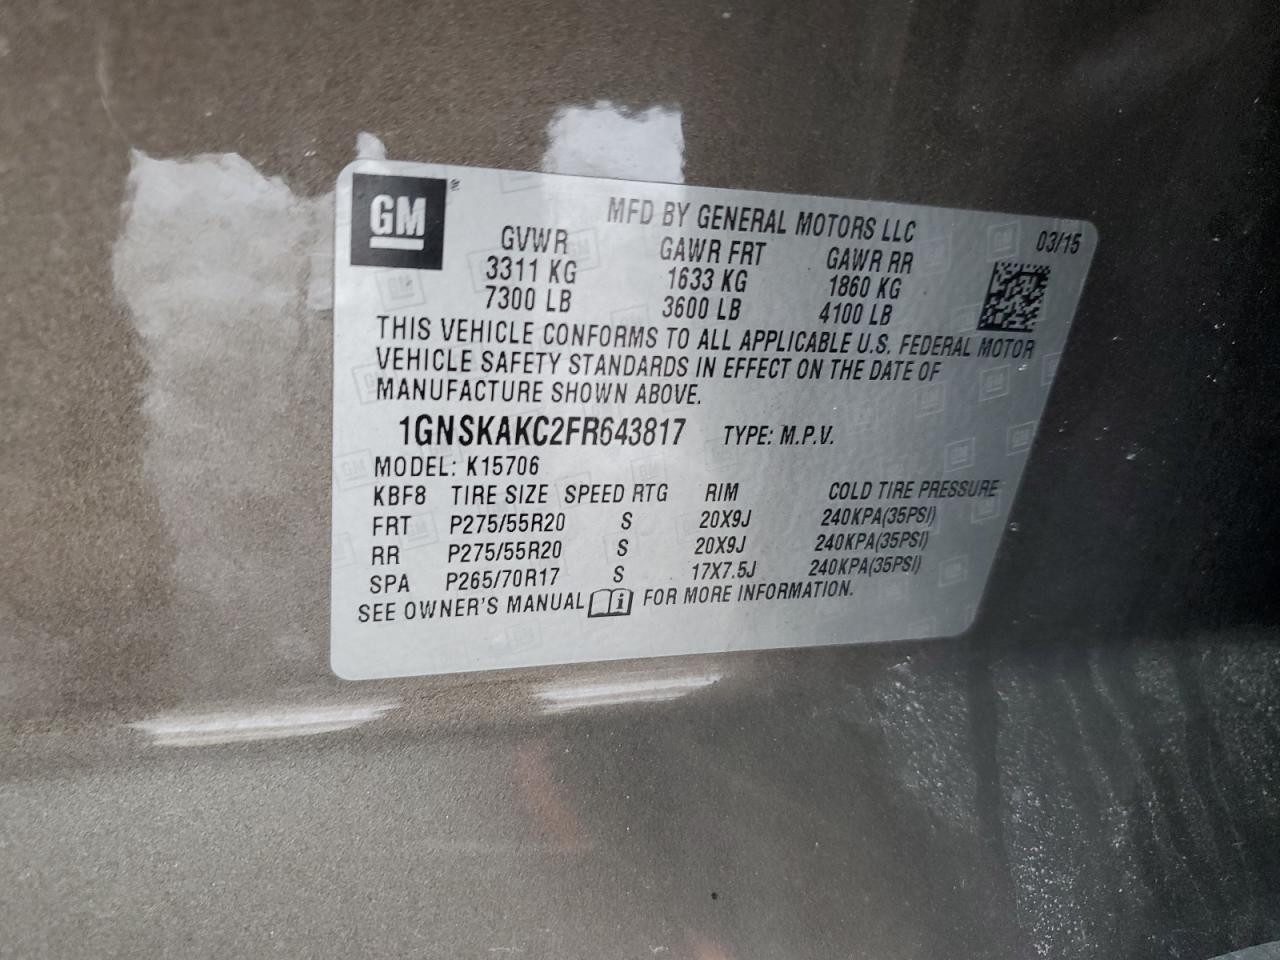 GM
MFD BY GENERAL MOTORS LLC
03/15
GVWR GAWR FRT GAWR RR
3311 KG 1633 KG 1860 KG
7300 LB 3600 LB 4100 LB
THIS VEHICLE CONFORMS TO ALL APPLICABLE U.S. FEDERAL MOTOR
VEHICLE SAFETY STANDARDS IN EFFECT ON THE DATE OF
MANUFACTURE SHOWN ABOVE.
1GNSKAKC2FR643817 TYPE: M.P.V.
MODEL: K15706
KBF8 TIRE SIZE SPEED RTG RIM COLD TIRE PRESSURE
FRT P275/55R20 S 20X9J 240KPA(35PSI)
RR P275/55R20 S 20X9J 240KPA(35PSI)
SPA P265/70R17 S 17X7.5J 240KPA(35PSI)
SEE OWNER'S MANUAL i FOR MORE INFORMATION.